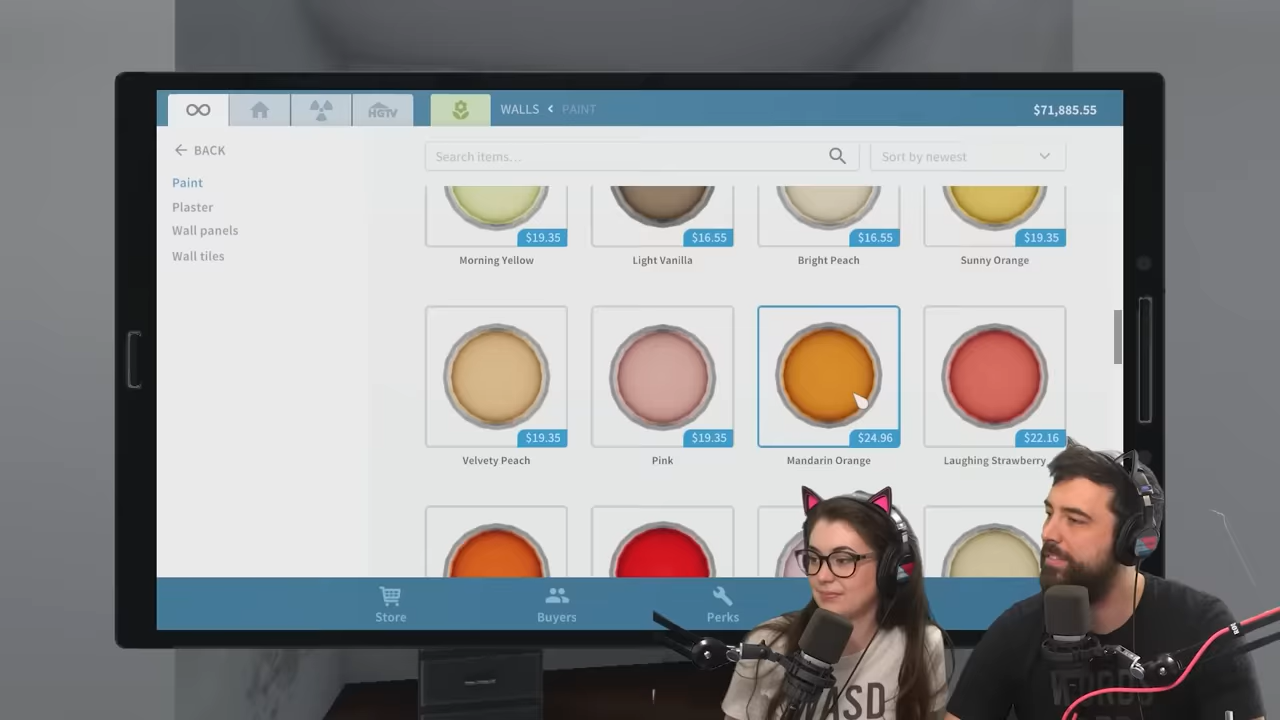 ∞
HGTV
WALLS < PAINT
$71,885.55
BACK
Search items...
Sort by newest
Paint
Plaster
Wall panels
Wall tiles
$19.35
$16.55
$16.55
$19.35
Morning Yellow
Light Vanilla
Bright Peach
Sunny Orange
$19.35
$19.35
$24.96
$22.16
Velvety Peach
Pink
Mandarin Orange
Laughing Strawberry
Store
Buyers
Perks
WASD
WORDS